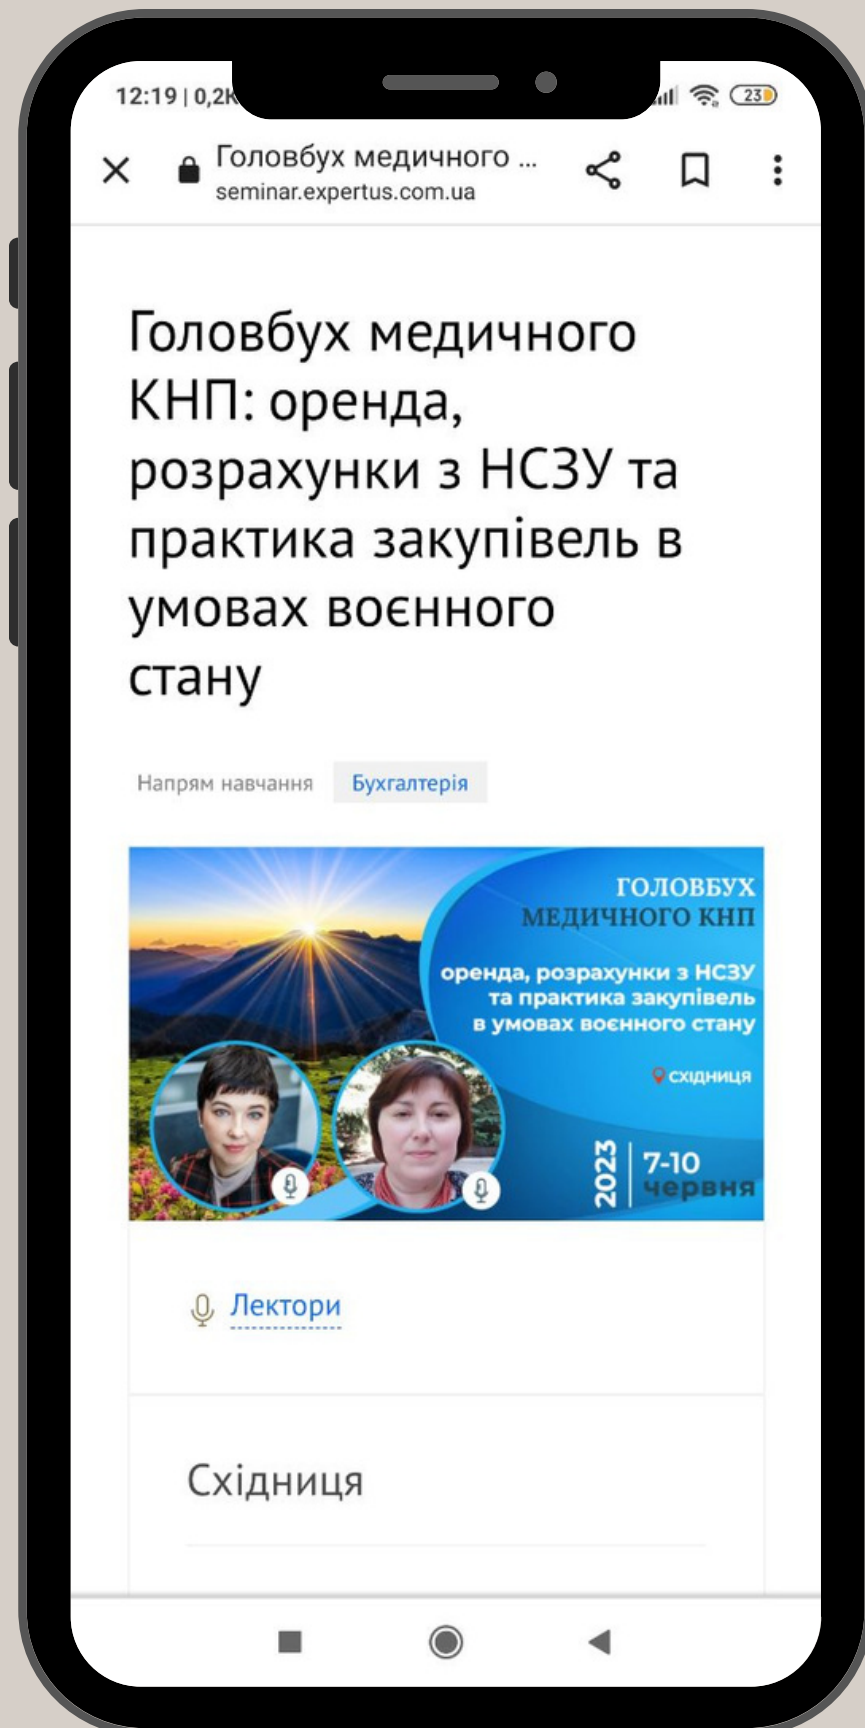 12:19 | 0,2K
23
Головбух медичного ...
seminar.expertus.com.ua
Головбух медичного
КНП: оренда,
розрахунки з НСЗУ та
практика закупівель в
умовах воєнного
стану
Напрям навчання Бухгалтерія
ГОЛОВБУХ
МЕДИЧНОГО КНП
оренда, розрахунки з НСЗУ
та практика закупівель
в умовах воєнного стану
СХІДНИЦЯ
2023
7-10
червня
Лектори
Східниця